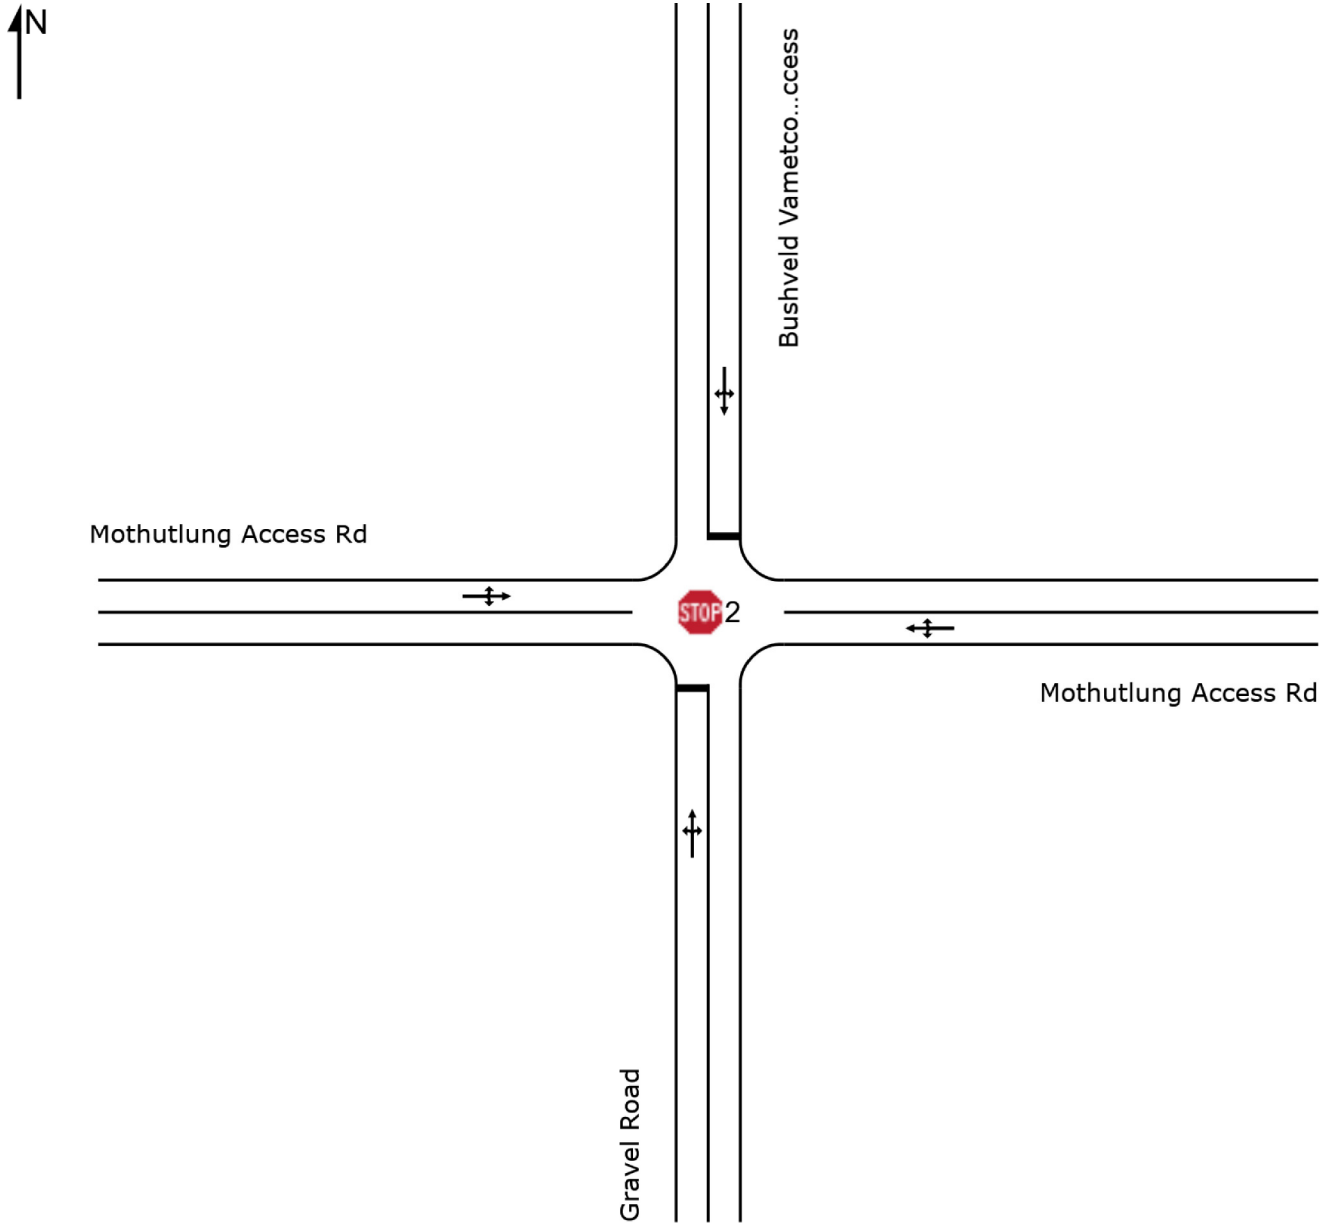 N
Bushveld Vametco...ccess
Mothutlung Access Rd
STOP 2
Mothutlung Access Rd
Gravel Road